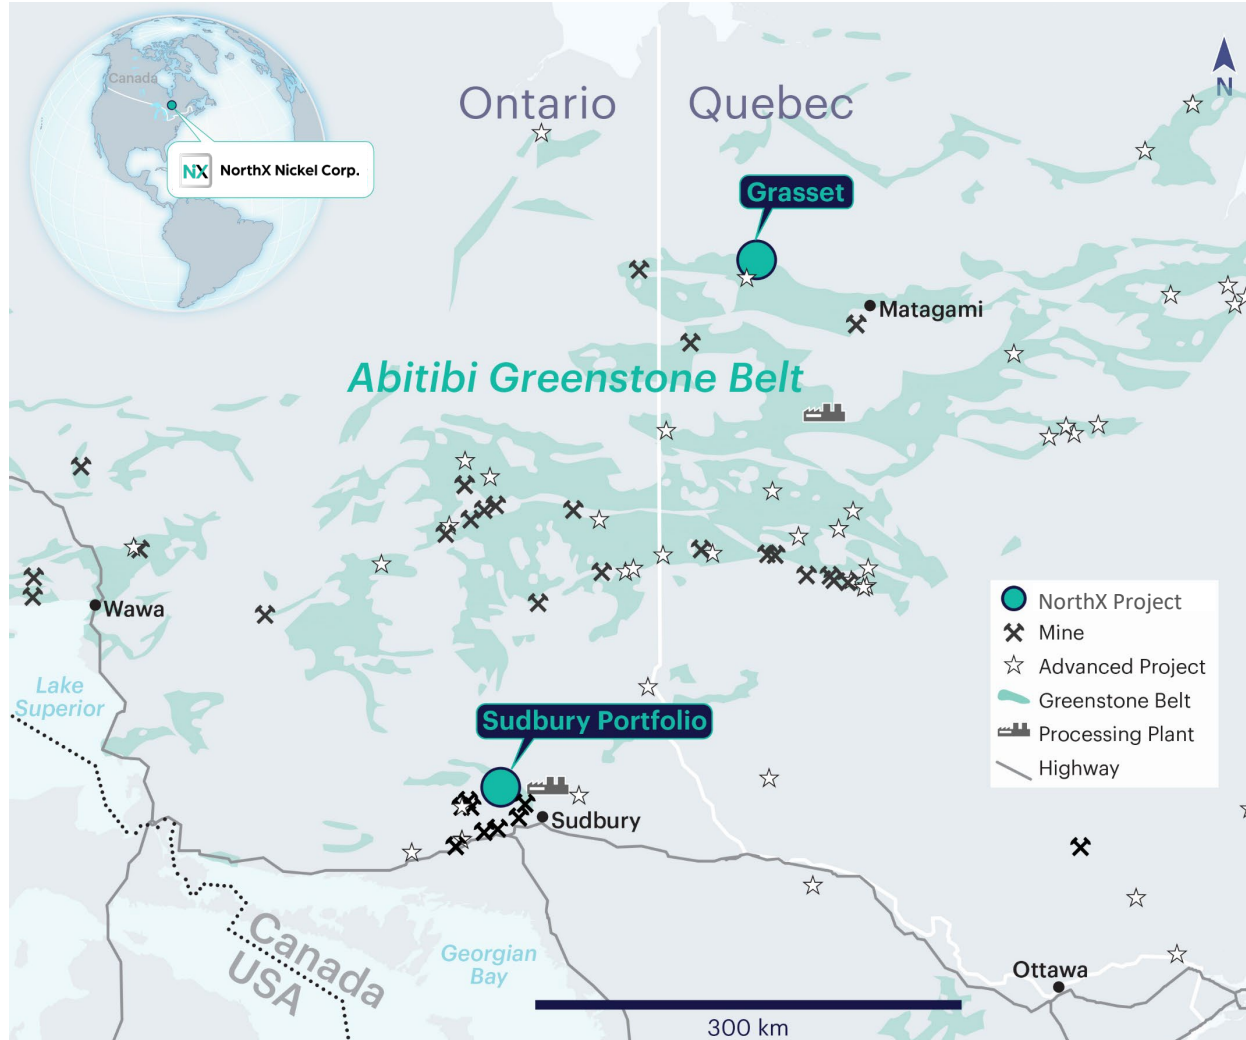 Canada
NiX NorthX Nickel Corp.
Ontario
Quebec
N
Grasset
Matagami
Abitibi Greenstone Belt
Wawa
Lake
Superior
Sudbury Portfolio
Sudbury
NorthX Project
Mine
Advanced Project
Greenstone Belt
Processing Plant
Highway
Canada
USA
Georgian
Bay
Ottawa
300 km